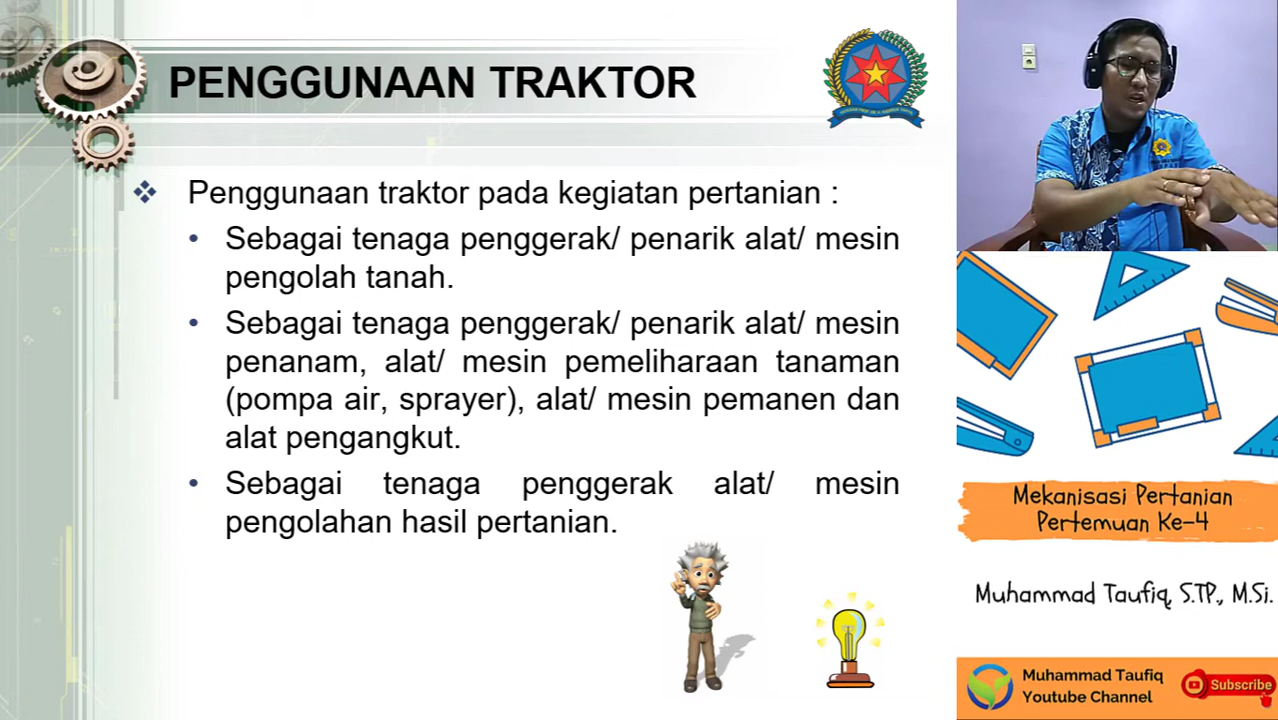 PENGGUNAAN TRAKTOR
Penggunaan traktor pada kegiatan pertanian :
• Sebagai tenaga penggerak/ penarik alat/ mesin
pengolah tanah.
• Sebagai tenaga penggerak/ penarik alat/ mesin
penanam, alat/ mesin pemeliharaan tanaman
(pompa air, sprayer), alat/ mesin pemanen dan
alat pengangkut.
• Sebagai tenaga penggerak alat/ mesin
pengolahan hasil pertanian.
Mekanisasi Pertanian
Pertemuan Ke-4
Muhammad Taufiq, S.TP., M.Si.
Muhammad Taufiq
Youtube Channel
Subscribe